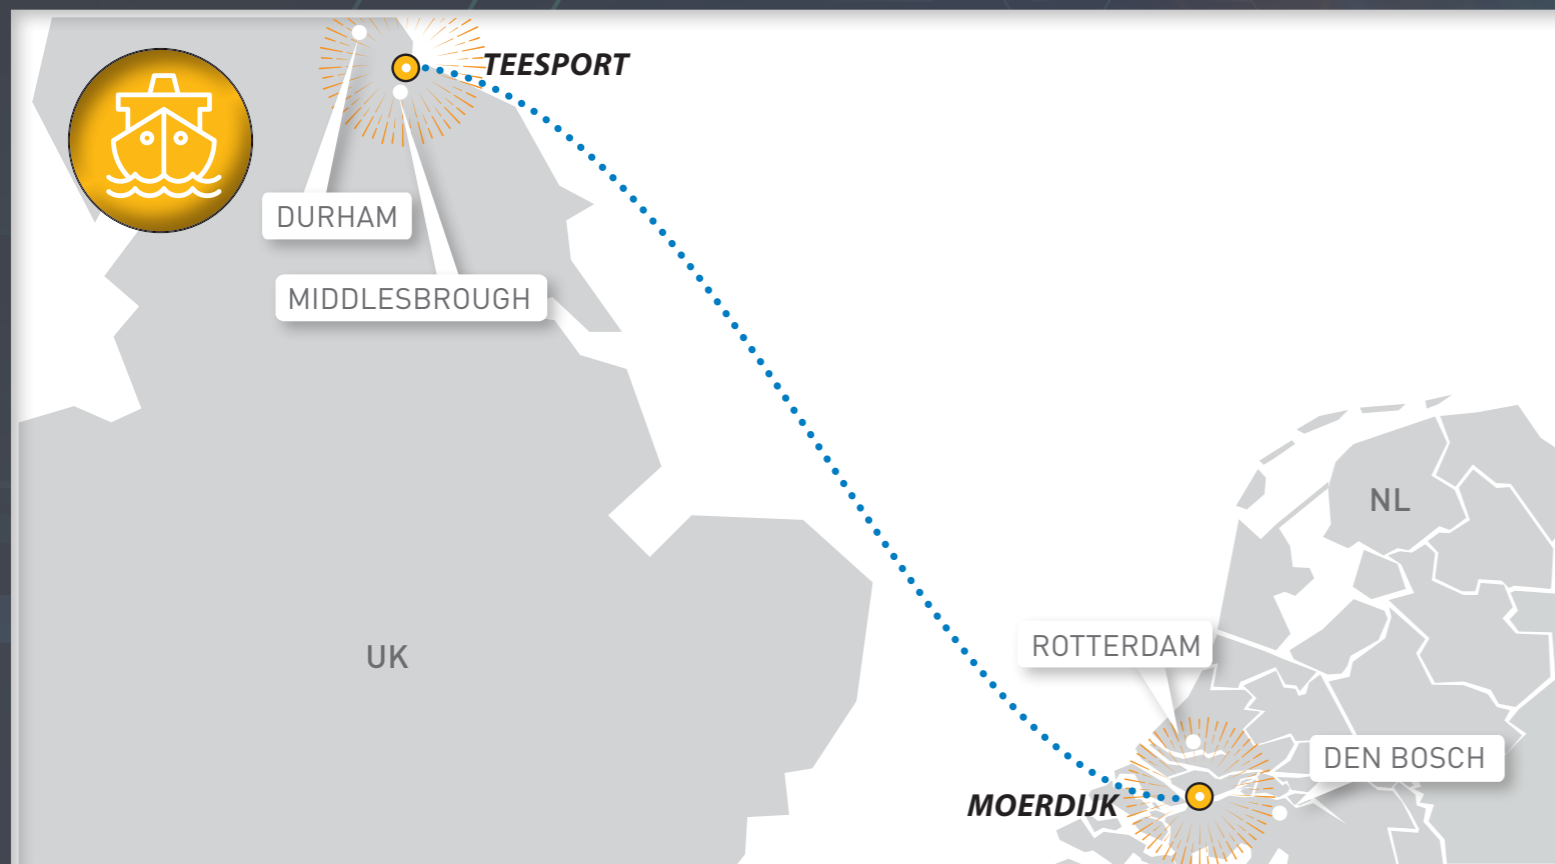 TEESPORT
DURHAM
MIDDLESBROUGH
NL
UK
ROTTERDAM
DEN BOSCH
MOERDIJK